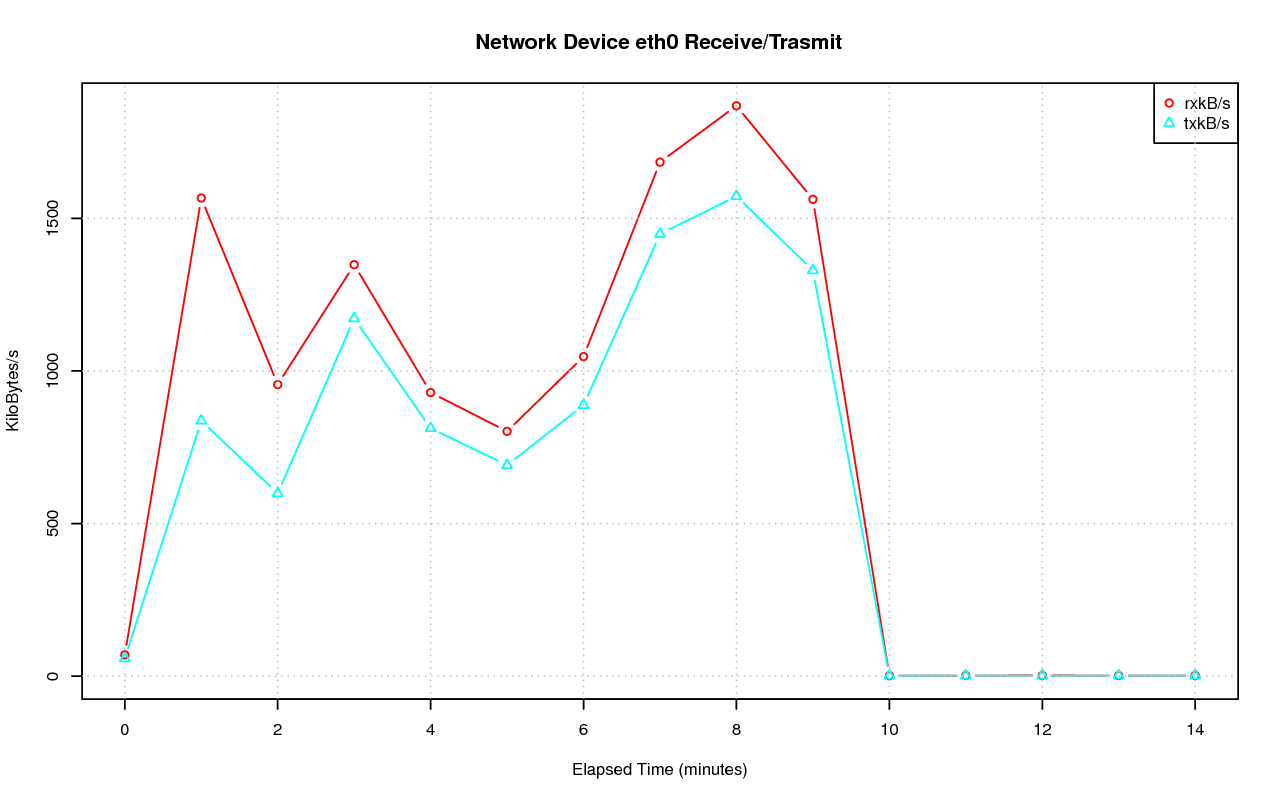 Network Device eth0 Receive/Trasmit
rxkB/s
txkB/s
KiloBytes/s
1500
1000
500
0
0 2 4 6 8 10 12 14
Elapsed Time (minutes)